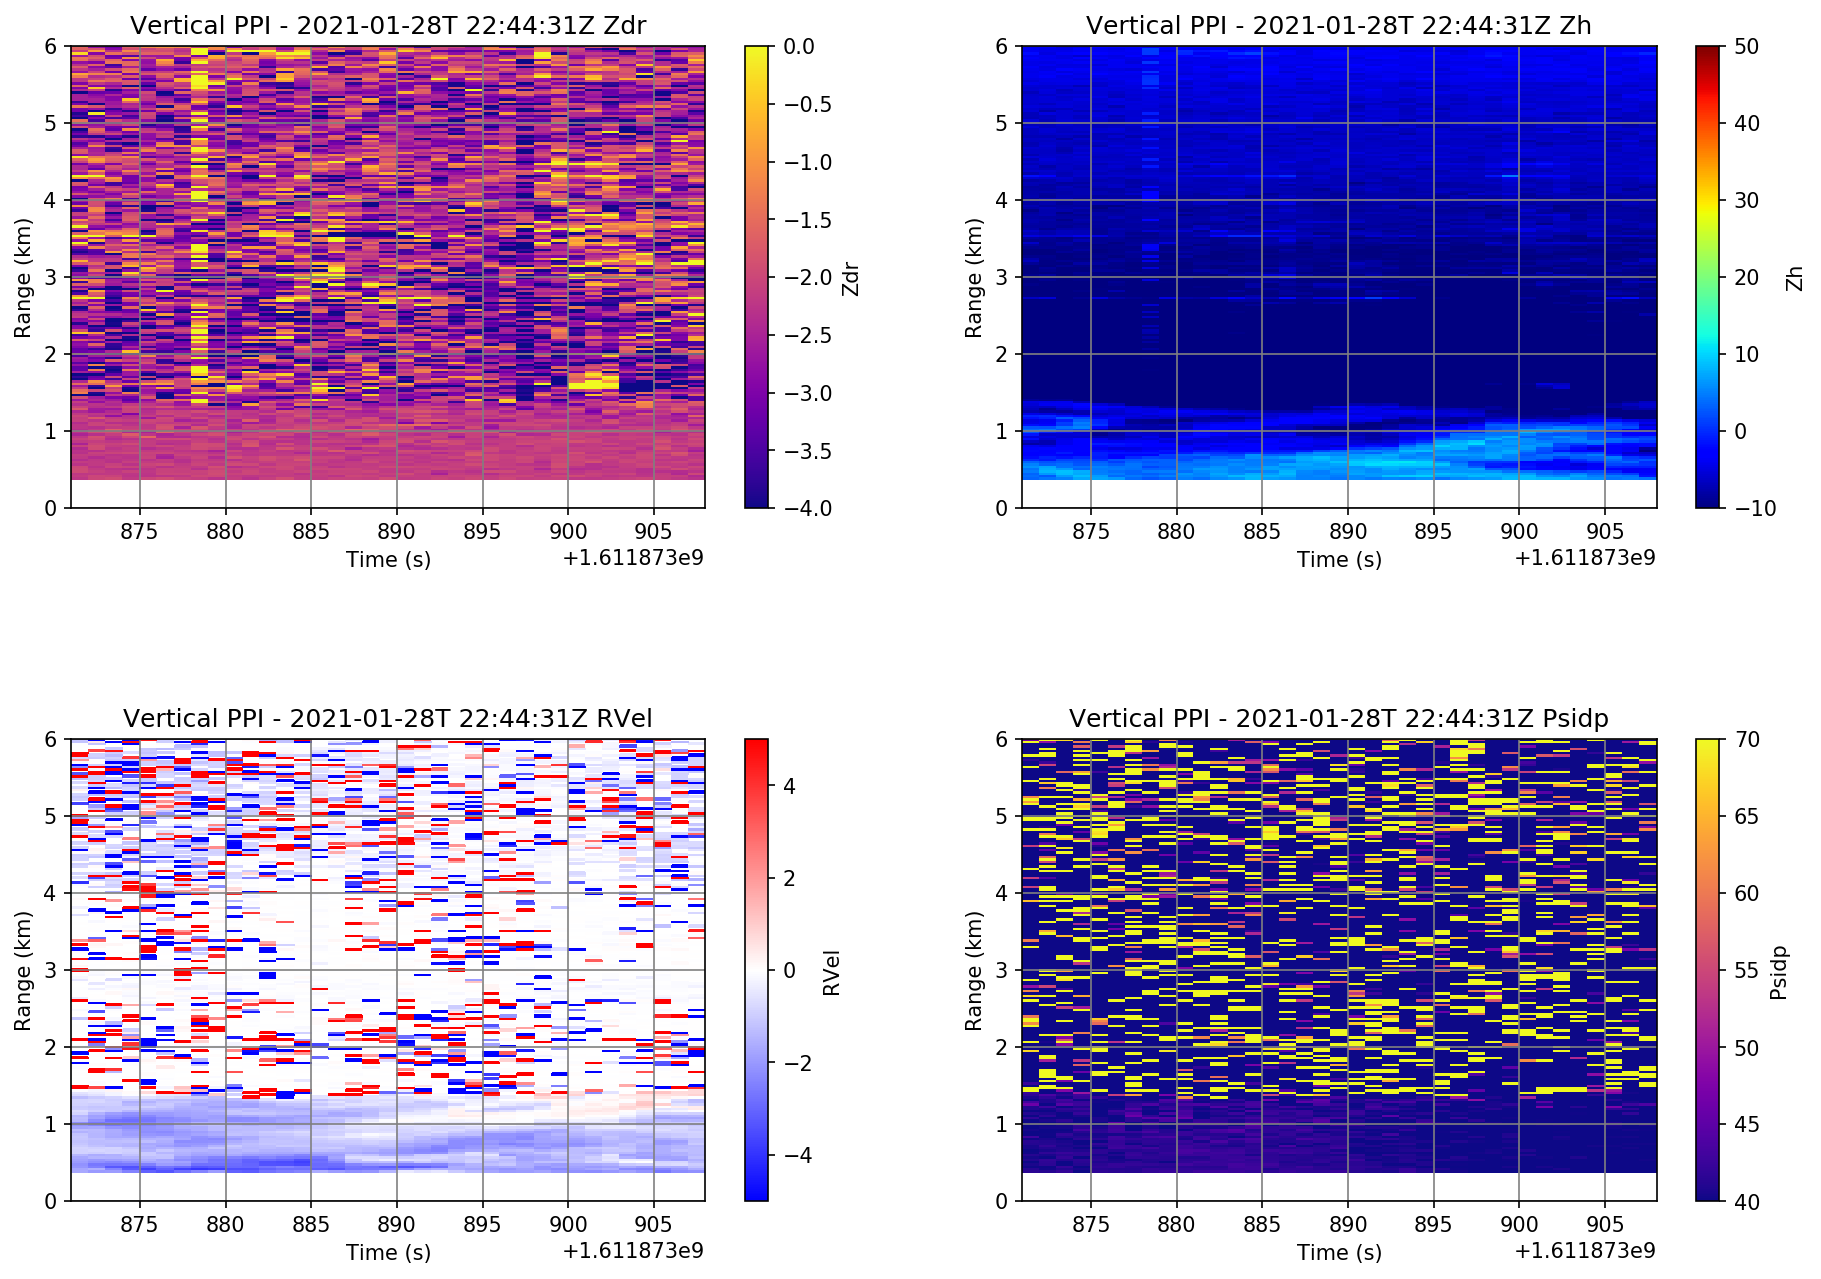 Vertical PPI - 2021-01-28T 22:44:31Z Zdr
6
5
4
3
2
1
0
Range (km)
875 880 885 890 895 900 905
Time (s)
+1.611873e9
0.0
−0.5
−1.0
−1.5
−2.0
−2.5
−3.0
−3.5
−4.0
Zdr
Vertical PPI - 2021-01-28T 22:44:31Z Zh
6
5
4
3
2
1
0
Range (km)
875 880 885 890 895 900 905
Time (s)
+1.611873e9
50
40
30
20
10
0
−10
Zh
Vertical PPI - 2021-01-28T 22:44:31Z RVel
6
5
4
3
2
1
0
Range (km)
875 880 885 890 895 900 905
Time (s)
+1.611873e9
4
2
0
−2
−4
RVel
Vertical PPI - 2021-01-28T 22:44:31Z Psidp
6
5
4
3
2
1
0
Range (km)
875 880 885 890 895 900 905
Time (s)
+1.611873e9
70
65
60
55
50
45
40
Psidp